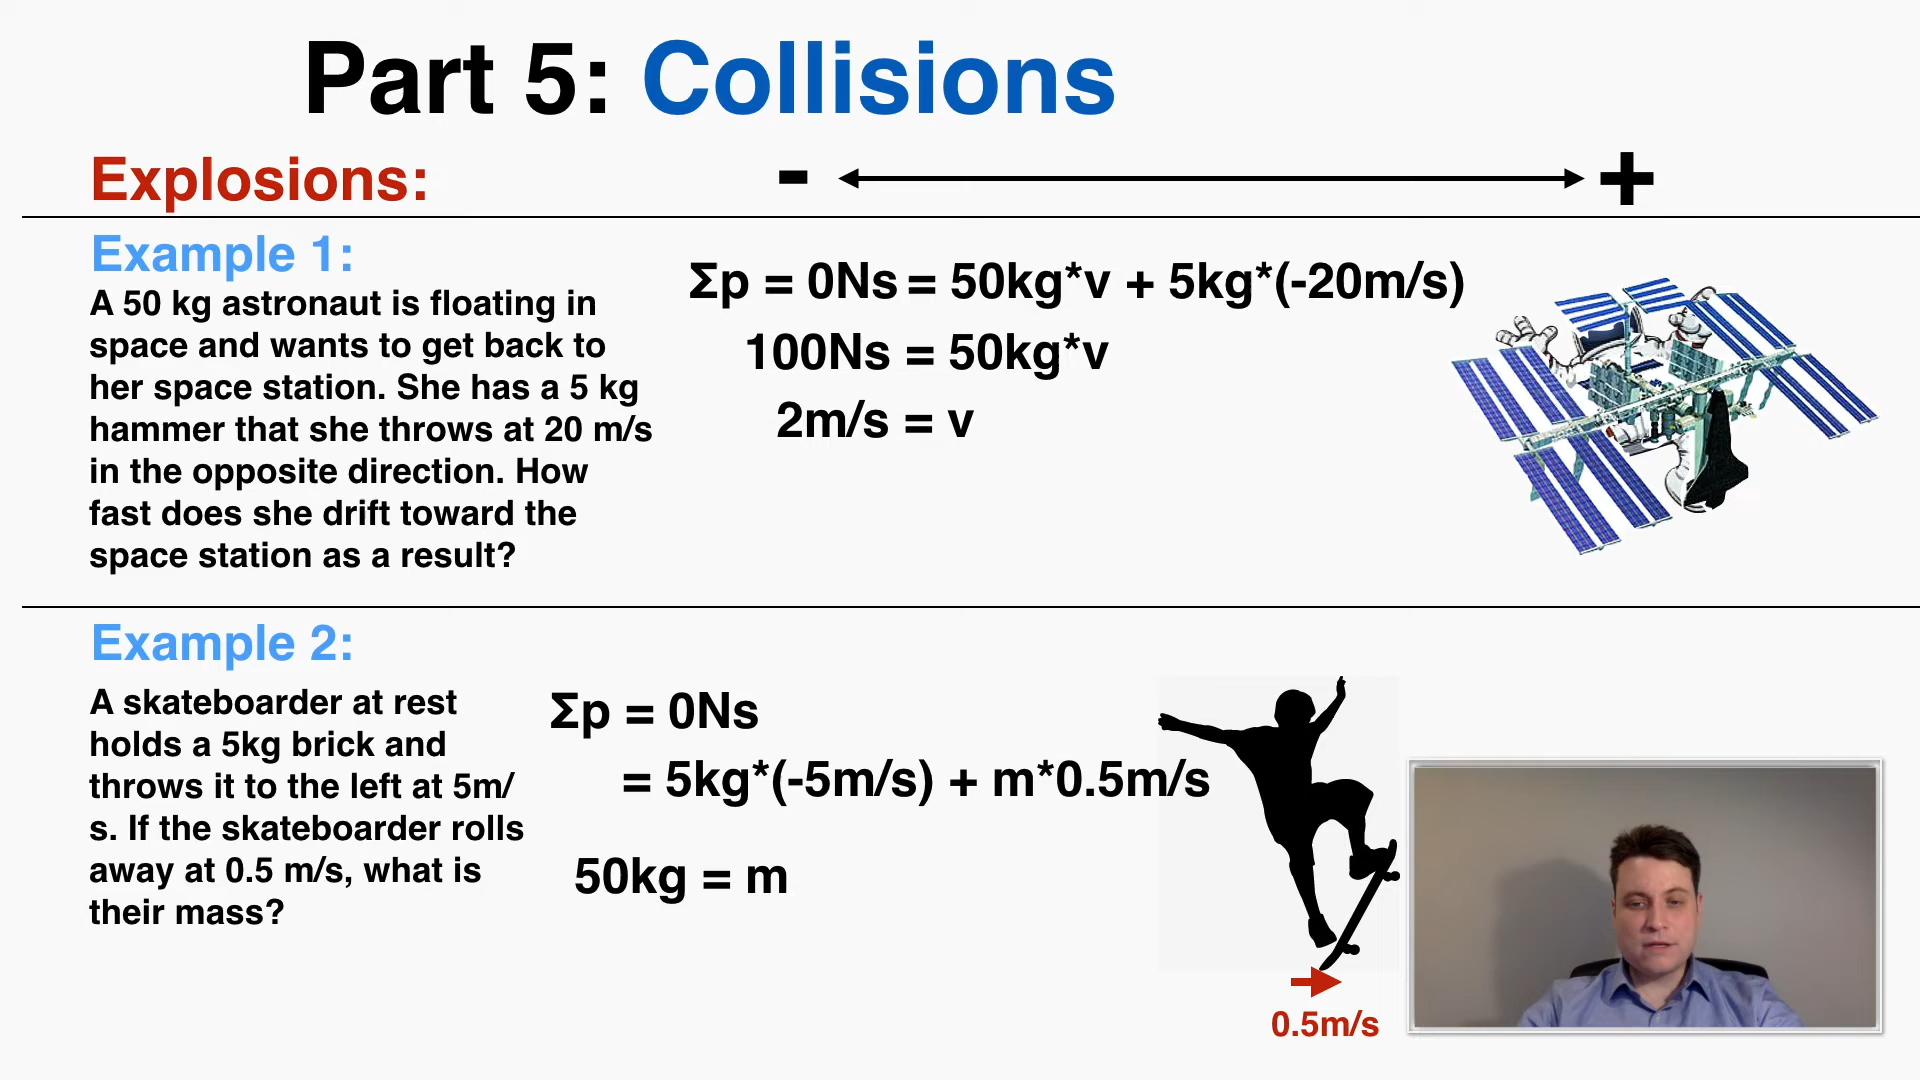 Part 5: Collisions
Explosions:
- +
Example 1:
A 50 kg astronaut is floating in
space and wants to get back to
her space station. She has a 5 kg
hammer that she throws at 20 m/s
in the opposite direction. How
fast does she drift toward the
space station as a result?
Σp = 0Ns = 50kg*v + 5kg*(-20m/s)
100Ns = 50kg*v
2m/s = v
Example 2:
A skateboarder at rest
holds a 5kg brick and
throws it to the left at 5m/
s. If the skateboarder rolls
away at 0.5 m/s, what is
their mass?
Σp = 0Ns
= 5kg*(-5m/s) + m*0.5m/s
50kg = m
0.5m/s